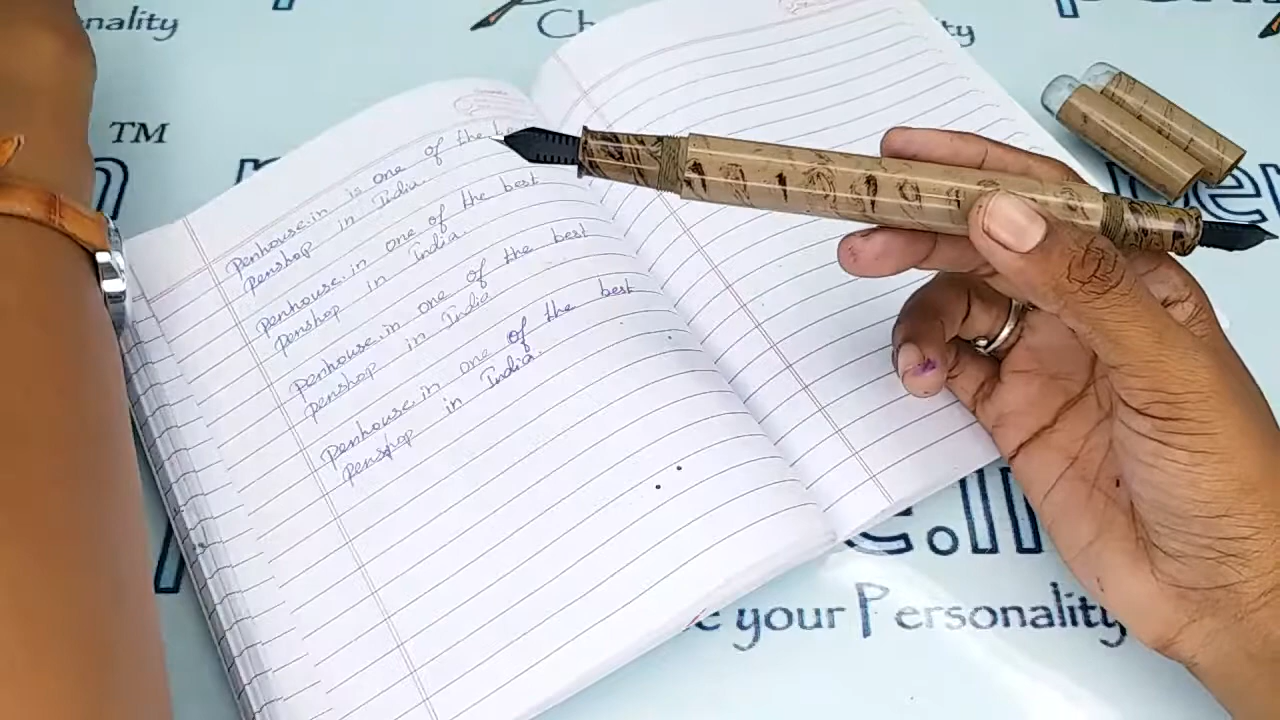 onality
TM
Penhouse.in is one of the
penshop in India.
Penhouse.in one of the best
penshop in India.
Penhouse.in one of the best
penshop in India
Penhouse.in one of the best
penshop in India.
your Personality